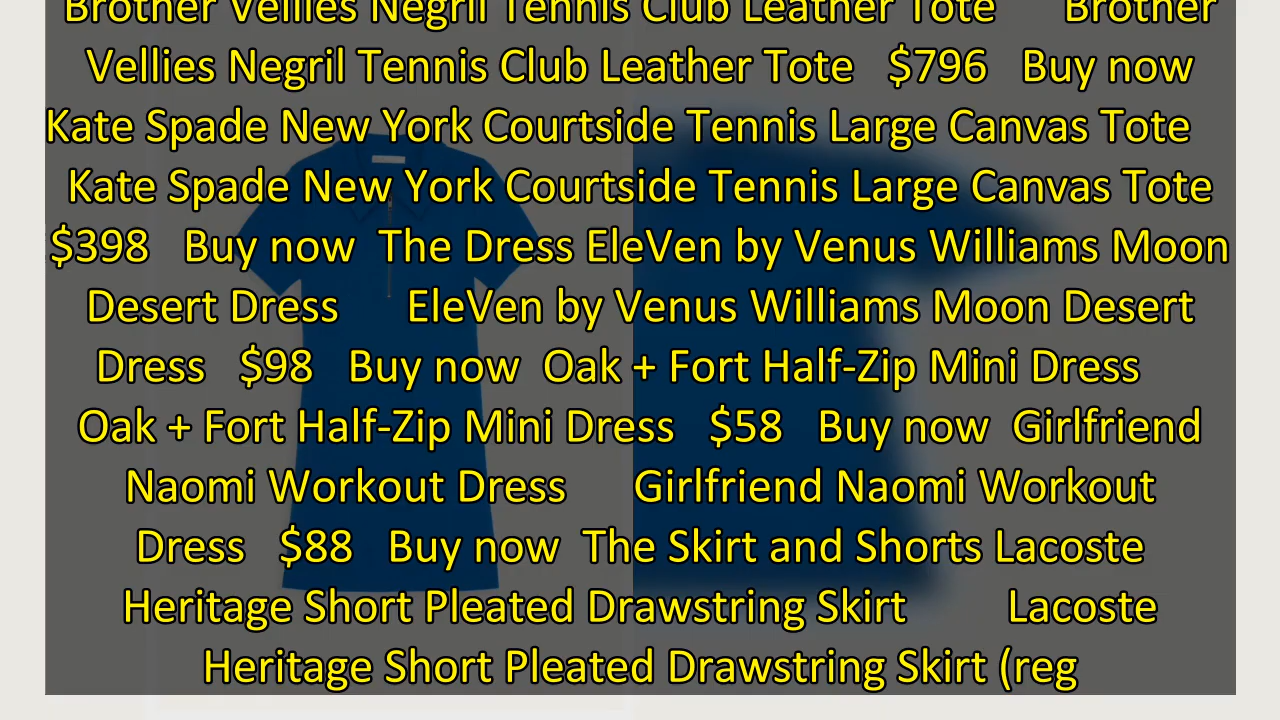 Brother Vellies Negril Tennis Club Leather Tote Brother
Vellies Negril Tennis Club Leather Tote $796 Buy now
Kate Spade New York Courtside Tennis Large Canvas Tote
Kate Spade New York Courtside Tennis Large Canvas Tote
$398 Buy now The Dress EleVen by Venus Williams Moon
Desert Dress EleVen by Venus Williams Moon Desert
Dress $98 Buy now Oak + Fort Half-Zip Mini Dress
Oak + Fort Half-Zip Mini Dress $58 Buy now Girlfriend
Naomi Workout Dress Girlfriend Naomi Workout
Dress $88 Buy now The Skirt and Shorts Lacoste
Heritage Short Pleated Drawstring Skirt Lacoste
Heritage Short Pleated Drawstring Skirt (reg